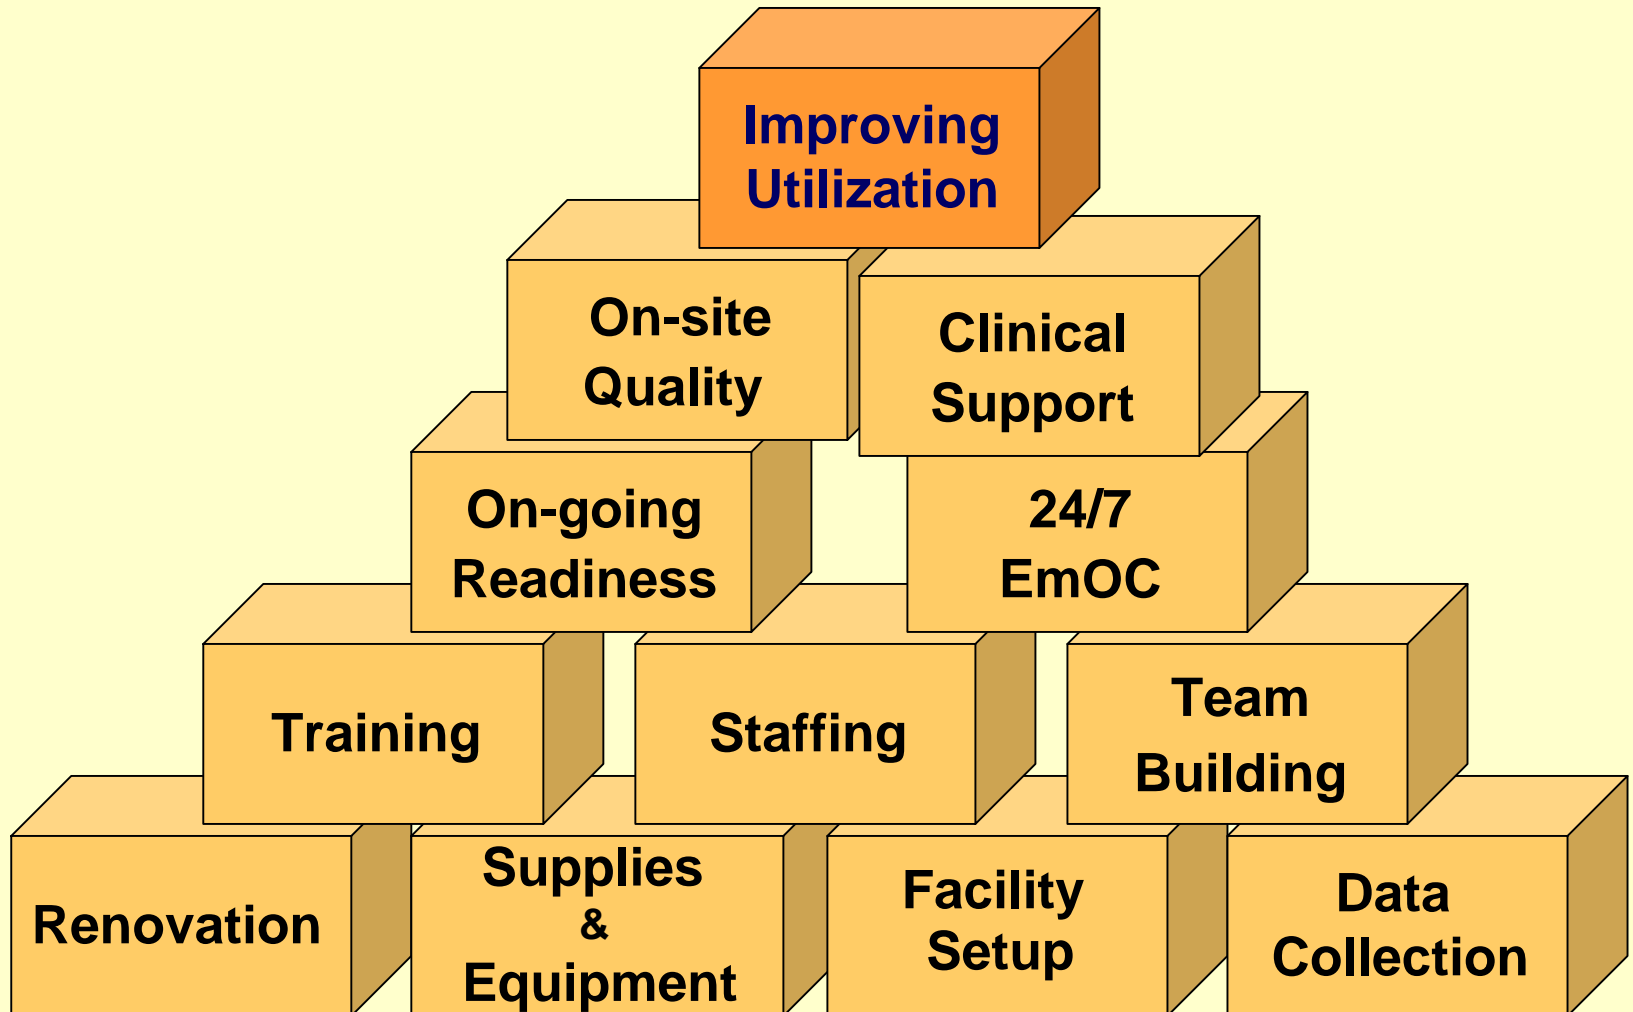 Improving
Utilization
On-site
Quality
Clinical
Support
On-going
Readiness
24/7
EmOC
Training
Staffing
Team
Building
Renovation
Supplies
&
Equipment
Facility
Setup
Data
Collection